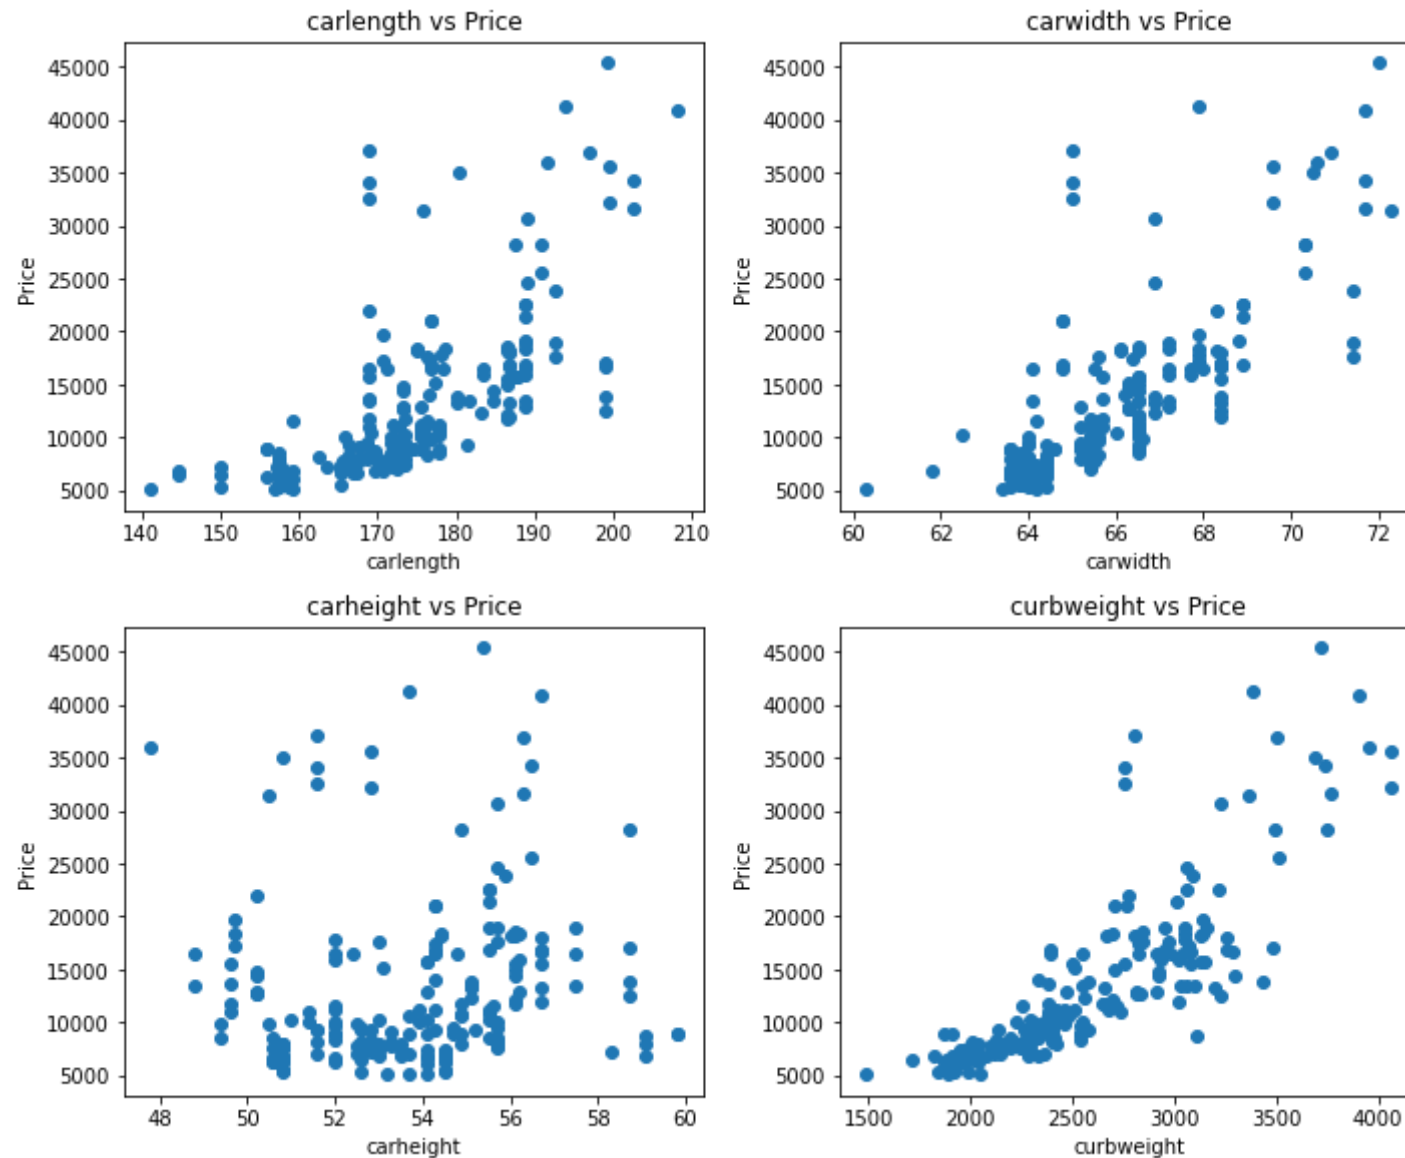 carlength vs Price
carwidth vs Price
45000
40000
35000
30000
25000
20000
15000
10000
5000
Price
140 150 160 170 180 190 200 210
carlength
45000
40000
35000
30000
25000
20000
15000
10000
5000
Price
60 62 64 66 68 70 72
carwidth
carheight vs Price
curbweight vs Price
45000
40000
35000
30000
25000
20000
15000
10000
5000
Price
48 50 52 54 56 58 60
carheight
45000
40000
35000
30000
25000
20000
15000
10000
5000
Price
1500 2000 2500 3000 3500 4000
curbweight